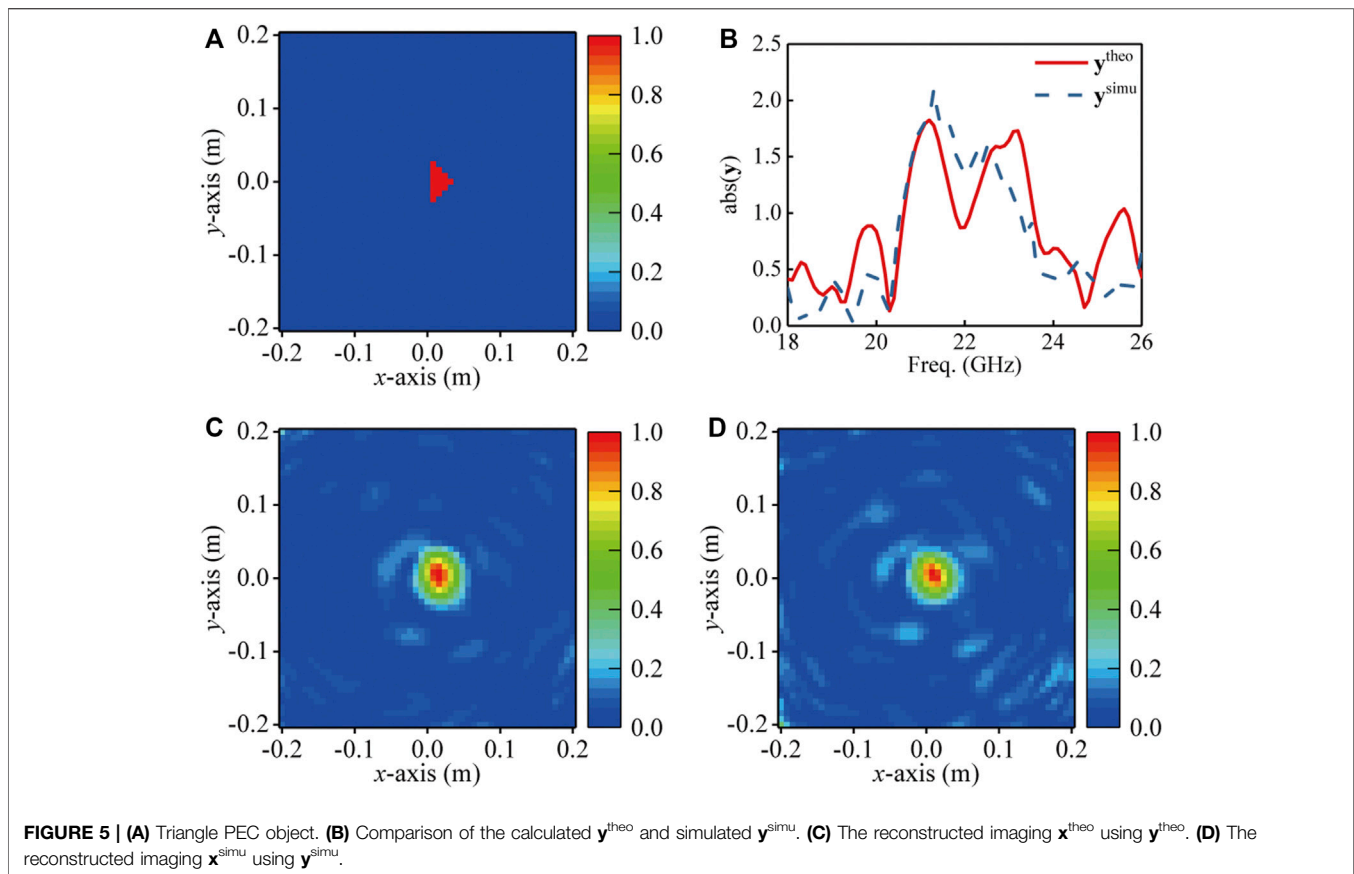 A
0.2
0.1
0.0
-0.1
-0.2
y-axis (m)
-0.2 -0.1 0.0 0.1 0.2
x-axis (m)
1.0
0.8
0.6
0.4
0.2
0.0
B
2.5
2.0
1.5
1.0
0.5
0.0
abs(y)
18 20 22 24 26
Freq. (GHz)
y^theo
y^simu
C
0.2
0.1
0.0
-0.1
-0.2
y-axis (m)
-0.2 -0.1 0.0 0.1 0.2
x-axis (m)
1.0
0.8
0.6
0.4
0.2
0.0
D
0.2
0.1
0.0
-0.1
-0.2
y-axis (m)
-0.2 -0.1 0.0 0.1 0.2
x-axis (m)
1.0
0.8
0.6
0.4
0.2
0.0
FIGURE 5 | (A) Triangle PEC object. (B) Comparison of the calculated y^theo and simulated y^simu. (C) The reconstructed imaging x^theo using y^theo. (D) The
reconstructed imaging x^simu using y^simu.